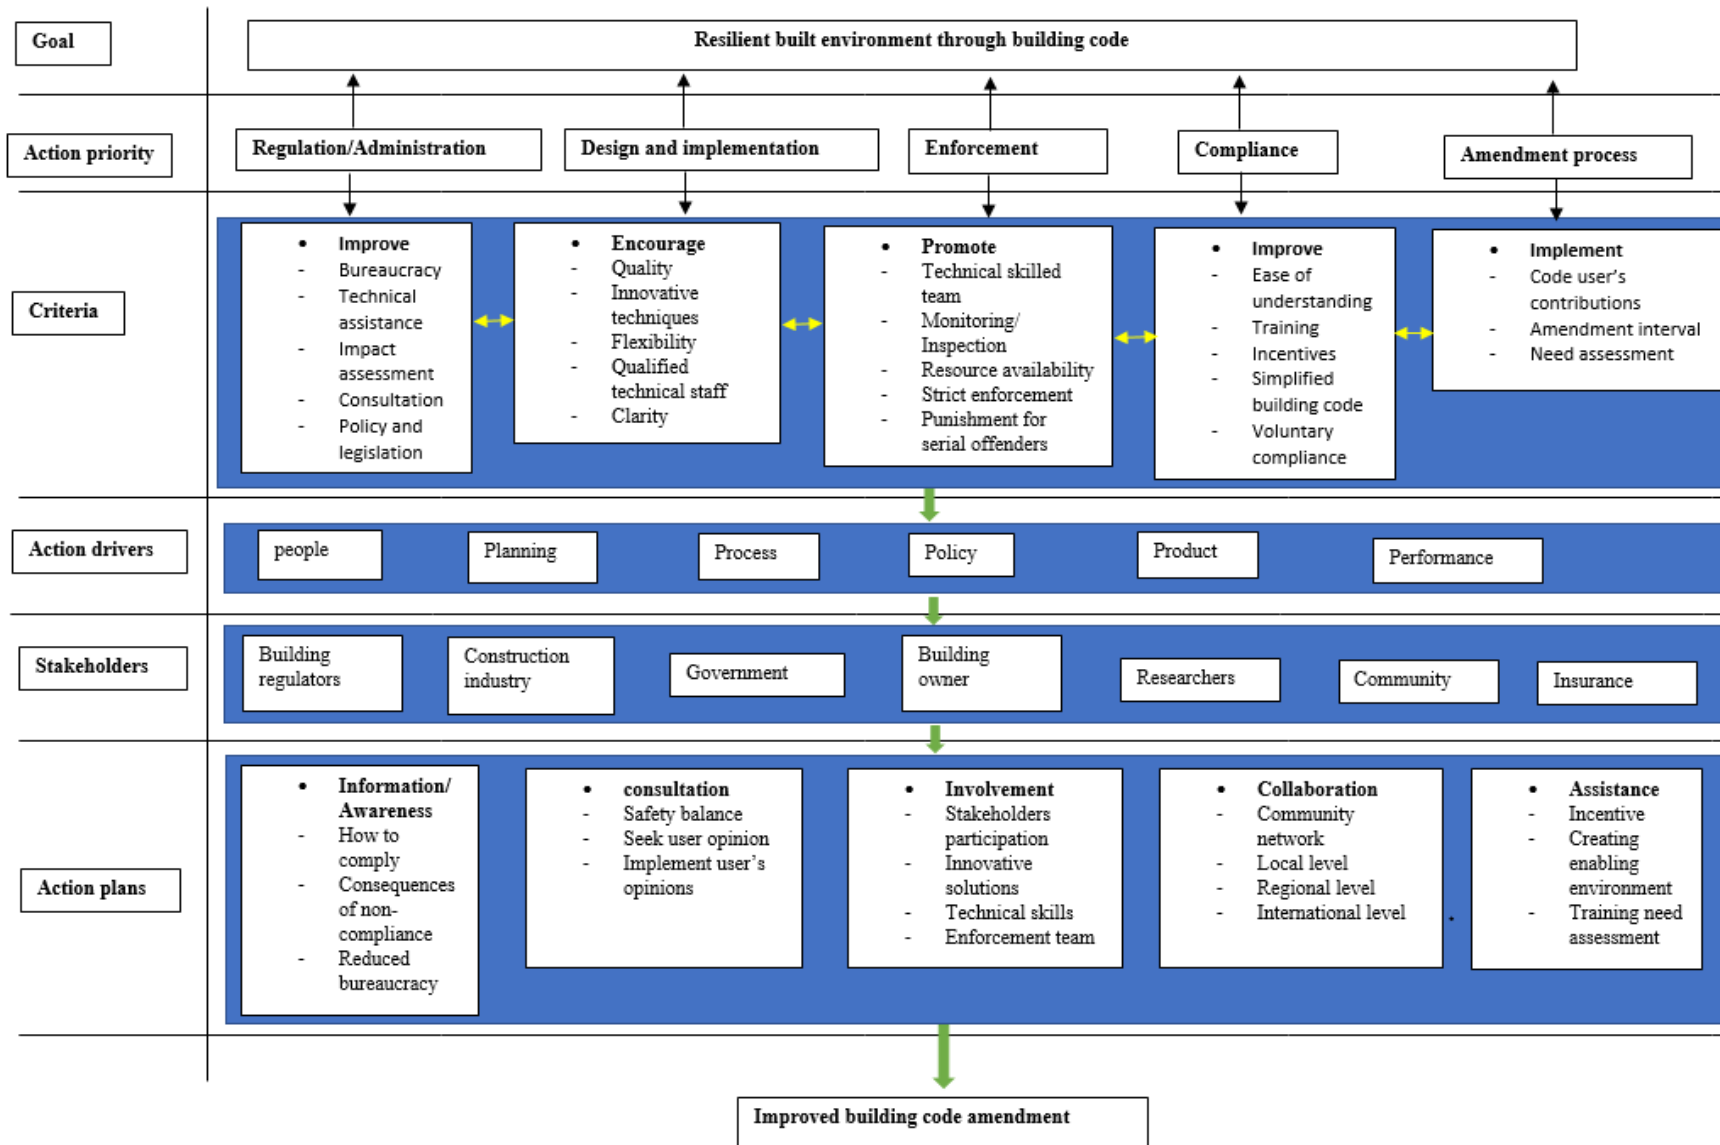 Goal
Resilient built environment through building code
Action priority
Regulation/Administration
Design and implementation
Enforcement
Compliance
Amendment process
Criteria
• Improve
- Bureaucracy
- Technical
assistance
- Impact
assessment
- Consultation
- Policy and
legislation
• Encourage
- Quality
- Innovative
techniques
- Flexibility
- Qualified
technical staff
- Clarity
• Promote
- Technical skilled
team
- Monitoring/
Inspection
- Resource availability
- Strict enforcement
- Punishment for
serial offenders
• Improve
- Ease of
understanding
- Training
- Incentives
- Simplified
building code
- Voluntary
compliance
• Implement
- Code user's
contributions
- Amendment interval
- Need assessment
Action drivers
people
Planning
Process
Policy
Product
Performance
Stakeholders
Building
regulators
Construction
industry
Government
Building
owner
Researchers
Community
Insurance
Action plans
• Information/
Awareness
- How to
comply
- Consequences
of non-
compliance
- Reduced
bureaucracy
• consultation
- Safety balance
- Seek user opinion
- Implement user's
opinions
• Involvement
- Stakeholders
participation
- Innovative
solutions
- Technical skills
- Enforcement team
• Collaboration
- Community
network
- Local level
- Regional level
- International level
• Assistance
- Incentive
- Creating
enabling
environment
- Training need
assessment
Improved building code amendment